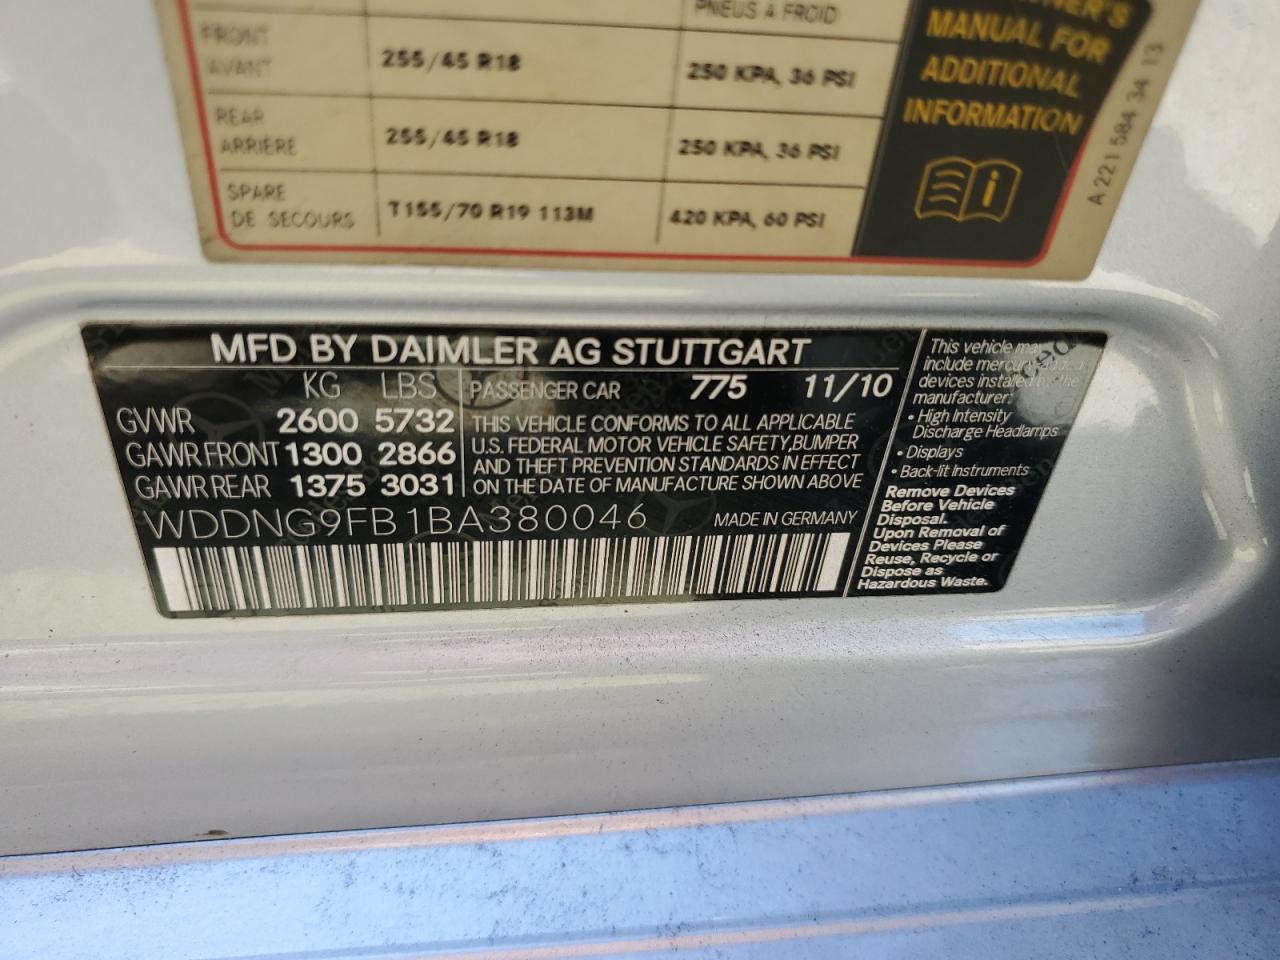 PNEUS A FROID
FRONT
AVANT
255/45 R18
250 KPA, 36 PSI
REAR
ARRIÈRE
255/45 R18
250 KPA, 36 PSI
SPARE
DE SECOURS
T155/70 R19 113M
420 KPA, 60 PSI
OWNER'S
MANUAL FOR
ADDITIONAL
INFORMATION
i
A 221 584 34 13
MFD BY DAIMLER AG STUTTGART
KG LBS
GVWR 2600 5732
GAWR FRONT 1300 2866
GAWR REAR 1375 3031
PASSENGER CAR 775 11/10
THIS VEHICLE CONFORMS TO ALL APPLICABLE
U.S. FEDERAL MOTOR VEHICLE SAFETY, BUMPER
AND THEFT PREVENTION STANDARDS IN EFFECT
ON THE DATE OF MANUFACTURE SHOWN ABOVE
WDDNG9FB1BA380046
MADE IN GERMANY
This vehicle may
include mercury
devices installed by the
manufacturer:
• High Intensity
Discharge Headlamps
• Displays
• Back-lit Instruments
Remove Devices
Before Vehicle
Disposal.
Upon Removal of
Devices Please
Reuse, Recycle or
Dispose as
Hazardous Waste.